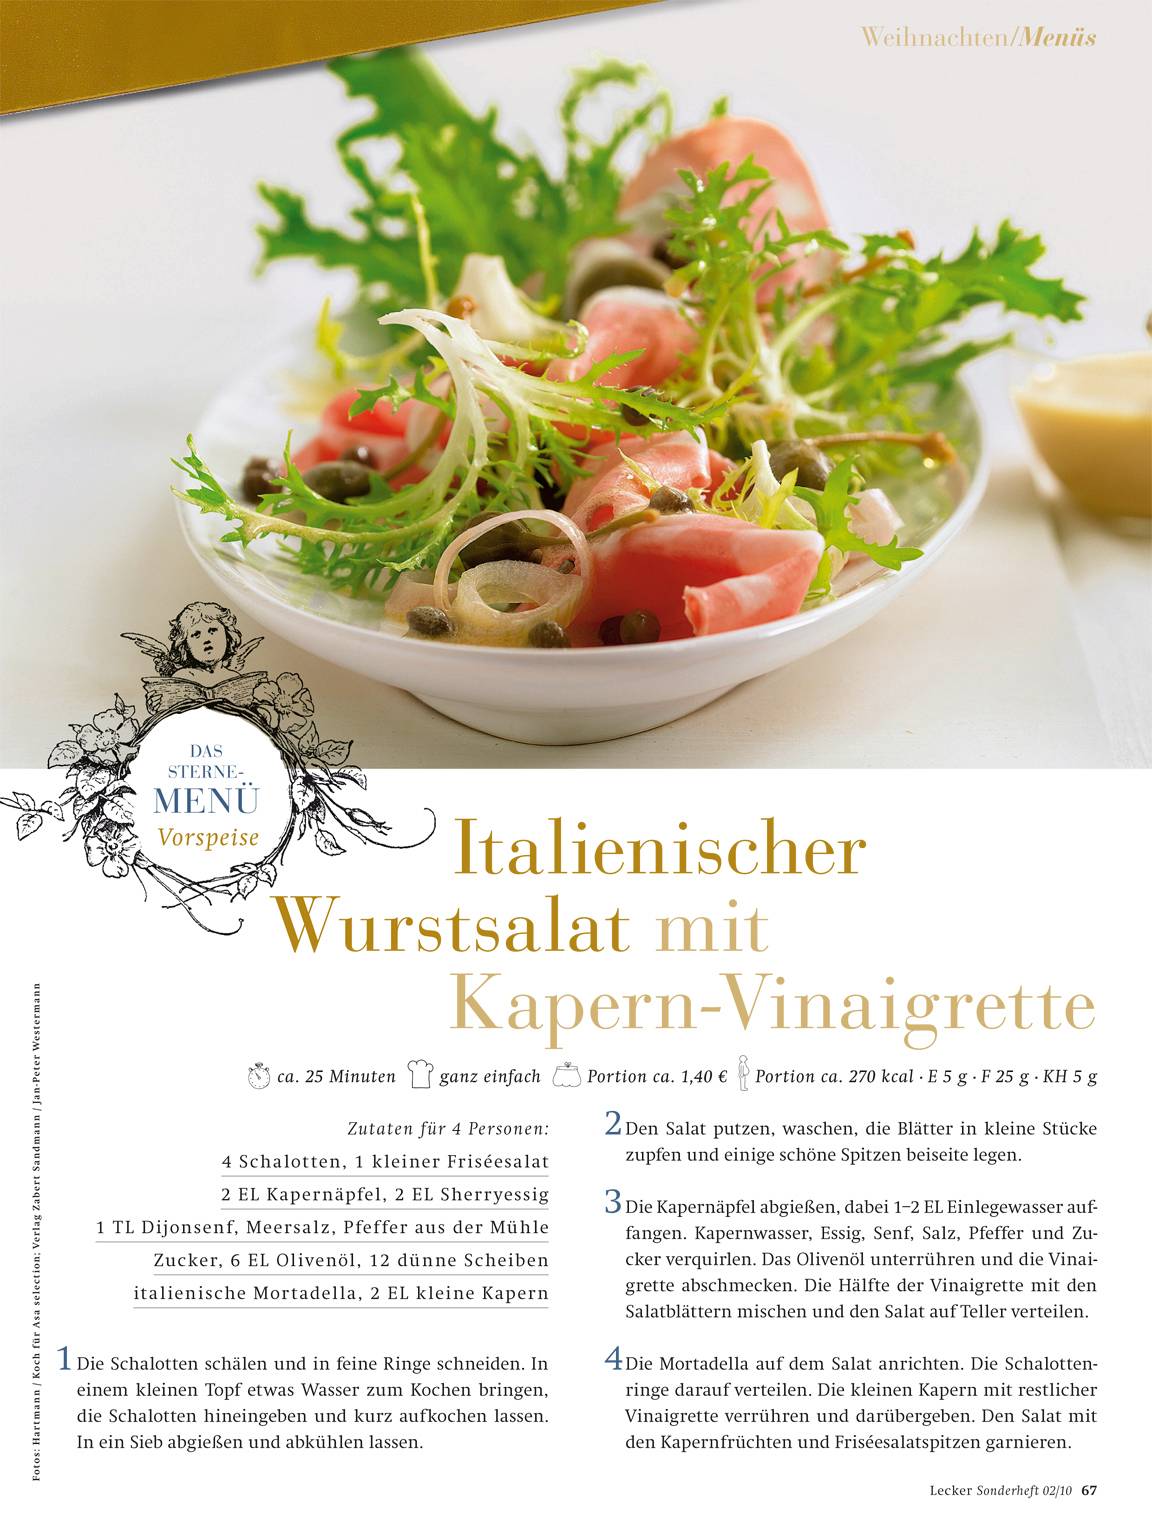 Weihnachten/Menüs
DAS
STERNE-
MENÜ
Vorspeise
Italienischer
Wurstsalat mit
Kapern-Vinaigrette
ca. 25 Minuten ganz einfach Portion ca. 1,40 € Portion ca. 270 kcal · E 5 g · F 25 g · KH 5 g
Zutaten für 4 Personen:
4 Schalotten, 1 kleiner Friséesalat
2 EL Kapernäpfel, 2 EL Sherryessig
1 TL Dijonsenf, Meersalz, Pfeffer aus der Mühle
Zucker, 6 EL Olivenöl, 12 dünne Scheiben
italienische Mortadella, 2 EL kleine Kapern
1 Die Schalotten schälen und in feine Ringe schneiden. In
einem kleinen Topf etwas Wasser zum Kochen bringen,
die Schalotten hineingeben und kurz aufkochen lassen.
In ein Sieb abgießen und abkühlen lassen.
2 Den Salat putzen, waschen, die Blätter in kleine Stücke
zupfen und einige schöne Spitzen beiseite legen.
3 Die Kapernäpfel abgießen, dabei 1–2 EL Einlegewasser auf-
fangen. Kapernwasser, Essig, Senf, Salz, Pfeffer und Zu-
cker verquirlen. Das Olivenöl unterrühren und die Vinai-
grette abschmecken. Die Hälfte der Vinaigrette mit den
Salatblättern mischen und den Salat auf Teller verteilen.
4 Die Mortadella auf dem Salat anrichten. Die Schalotten-
ringe darauf verteilen. Die kleinen Kapern mit restlicher
Vinaigrette verrühren und darübergeben. Den Salat mit
den Kapernfrüchten und Friséesalatspitzen garnieren.
Fotos: Hartmann / Koch für Asa selection; Verlag Zabert Sandmann / Jan-Peter Westermann
Lecker Sonderheft 02/10 67